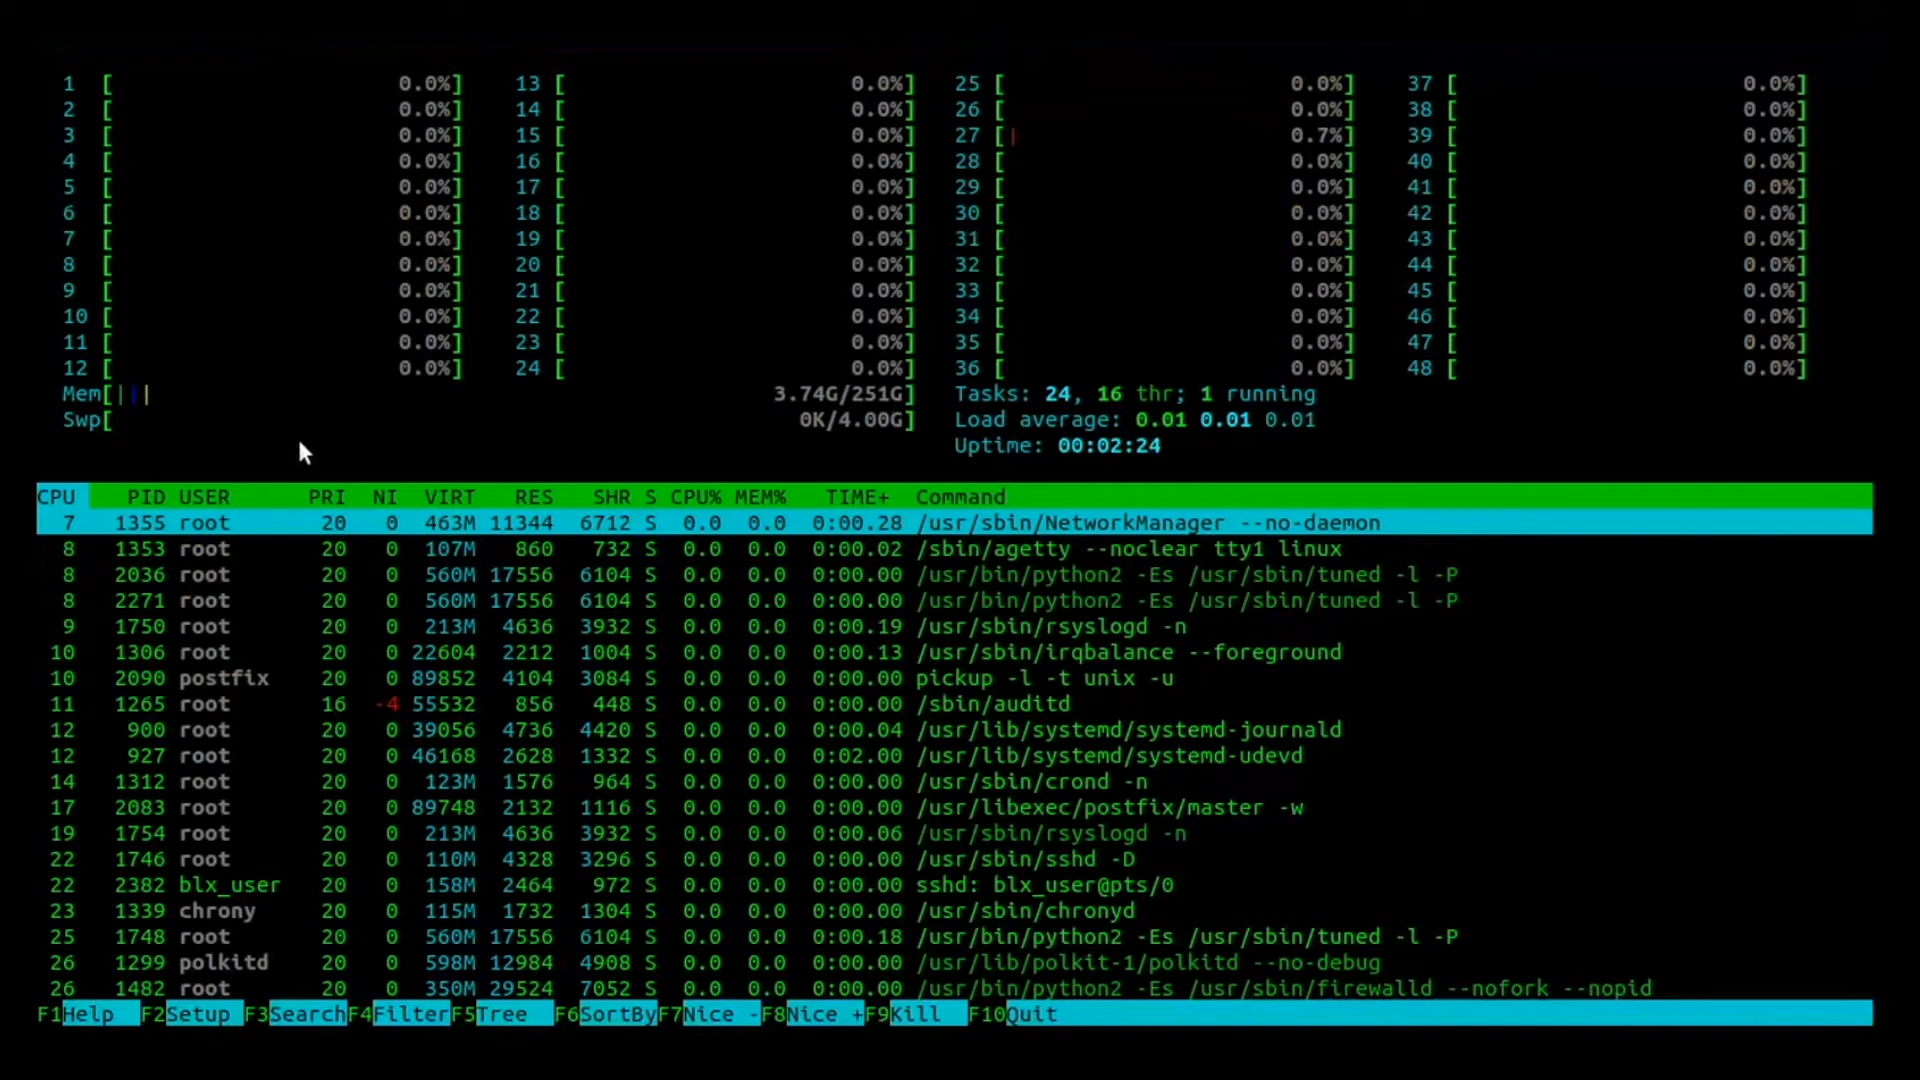 1 [ 0.0%] 13 [ 0.0%] 25 [ 0.0%] 37 [ 0.0%]
2 [ 0.0%] 14 [ 0.0%] 26 [ 0.0%] 38 [ 0.0%]
3 [ 0.0%] 15 [ 0.0%] 27 [| 0.7%] 39 [ 0.0%]
4 [ 0.0%] 16 [ 0.0%] 28 [ 0.0%] 40 [ 0.0%]
5 [ 0.0%] 17 [ 0.0%] 29 [ 0.0%] 41 [ 0.0%]
6 [ 0.0%] 18 [ 0.0%] 30 [ 0.0%] 42 [ 0.0%]
7 [ 0.0%] 19 [ 0.0%] 31 [ 0.0%] 43 [ 0.0%]
8 [ 0.0%] 20 [ 0.0%] 32 [ 0.0%] 44 [ 0.0%]
9 [ 0.0%] 21 [ 0.0%] 33 [ 0.0%] 45 [ 0.0%]
10 [ 0.0%] 22 [ 0.0%] 34 [ 0.0%] 46 [ 0.0%]
11 [ 0.0%] 23 [ 0.0%] 35 [ 0.0%] 47 [ 0.0%]
12 [ 0.0%] 24 [ 0.0%] 36 [ 0.0%] 48 [ 0.0%]
Mem[||| 3.74G/251G] Tasks: 24, 16 thr; 1 running
Swp[ 0K/4.00G] Load average: 0.01 0.01 0.01
Uptime: 00:02:24
CPU PID USER PRI NI VIRT RES SHR S CPU% MEM% TIME+ Command
7 1355 root 20 0 463M 11344 6712 S 0.0 0.0 0:00.28 /usr/sbin/NetworkManager --no-daemon
8 1353 root 20 0 107M 860 732 S 0.0 0.0 0:00.02 /sbin/agetty --noclear tty1 linux
8 2036 root 20 0 560M 17556 6104 S 0.0 0.0 0:00.00 /usr/bin/python2 -Es /usr/sbin/tuned -l -P
8 2271 root 20 0 560M 17556 6104 S 0.0 0.0 0:00.00 /usr/bin/python2 -Es /usr/sbin/tuned -l -P
9 1750 root 20 0 213M 4636 3932 S 0.0 0.0 0:00.19 /usr/sbin/rsyslogd -n
10 1306 root 20 0 22604 2212 1004 S 0.0 0.0 0:00.13 /usr/sbin/irqbalance --foreground
10 2090 postfix 20 0 89852 4104 3084 S 0.0 0.0 0:00.00 pickup -l -t unix -u
11 1265 root 16 -4 55532 856 448 S 0.0 0.0 0:00.00 /sbin/auditd
12 900 root 20 0 39056 4736 4420 S 0.0 0.0 0:00.04 /usr/lib/systemd/systemd-journald
12 927 root 20 0 46168 2628 1332 S 0.0 0.0 0:02.00 /usr/lib/systemd/systemd-udevd
14 1312 root 20 0 123M 1576 964 S 0.0 0.0 0:00.00 /usr/sbin/crond -n
17 2083 root 20 0 89748 2132 1116 S 0.0 0.0 0:00.00 /usr/libexec/postfix/master -w
19 1754 root 20 0 213M 4636 3932 S 0.0 0.0 0:00.06 /usr/sbin/rsyslogd -n
22 1746 root 20 0 110M 4328 3296 S 0.0 0.0 0:00.00 /usr/sbin/sshd -D
22 2382 blx_user 20 0 158M 2464 972 S 0.0 0.0 0:00.00 sshd: blx_user@pts/0
23 1339 chrony 20 0 115M 1732 1304 S 0.0 0.0 0:00.00 /usr/sbin/chronyd
25 1748 root 20 0 560M 17556 6104 S 0.0 0.0 0:00.18 /usr/bin/python2 -Es /usr/sbin/tuned -l -P
26 1299 polkitd 20 0 598M 12984 4908 S 0.0 0.0 0:00.00 /usr/lib/polkit-1/polkitd --no-debug
26 1482 root 20 0 350M 29524 7052 S 0.0 0.0 0:00.00 /usr/bin/python2 -Es /usr/sbin/firewalld --nofork --nopid
F1Help F2Setup F3SearchF4FilterF5Tree F6SortByF7Nice -F8Nice +F9Kill F10Quit